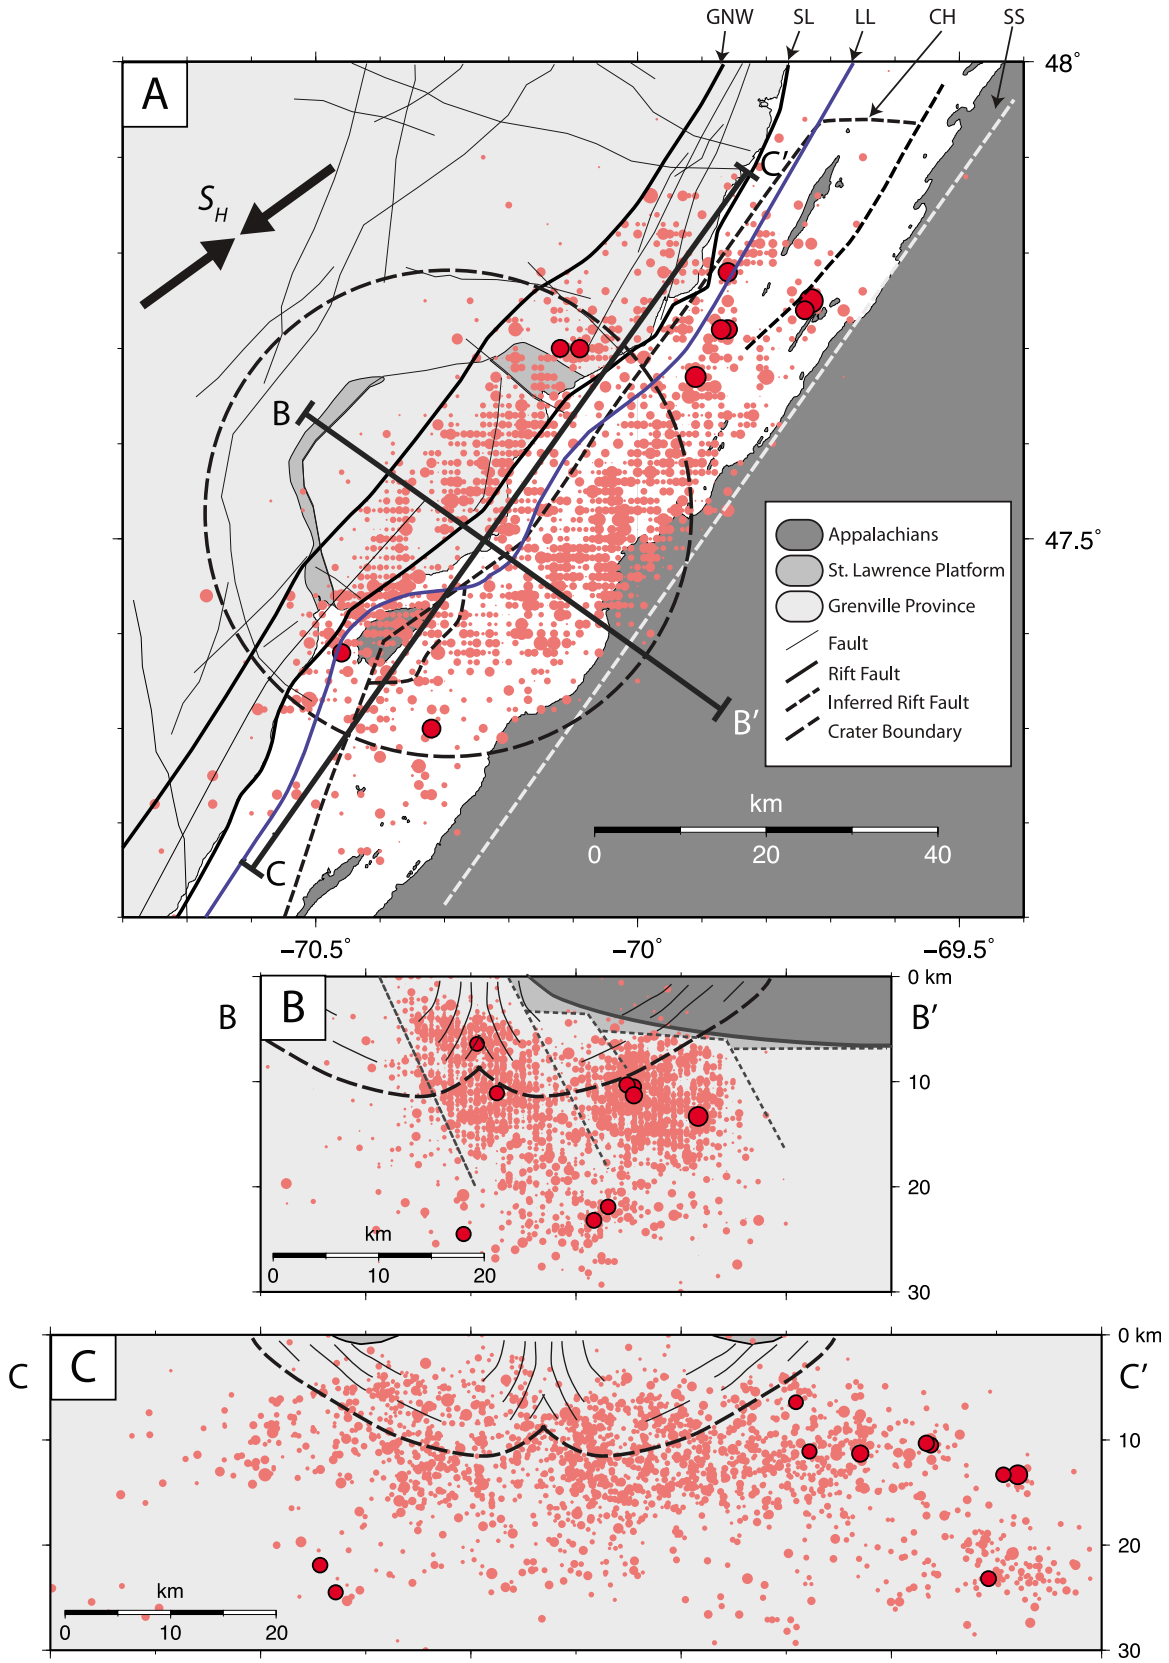 GNW SL LL CH SS
A
48°
C'
S_H
B
47.5°
Appalachians
St. Lawrence Platform
Grenville Province
Fault
Rift Fault
Inferred Rift Fault
Crater Boundary
B'
km
0 20 40
C
−70.5° −70° −69.5°
B B 0 km B'
10
20
km
0 10 20
30
C C 0 km C'
10
20
km
0 10 20
30